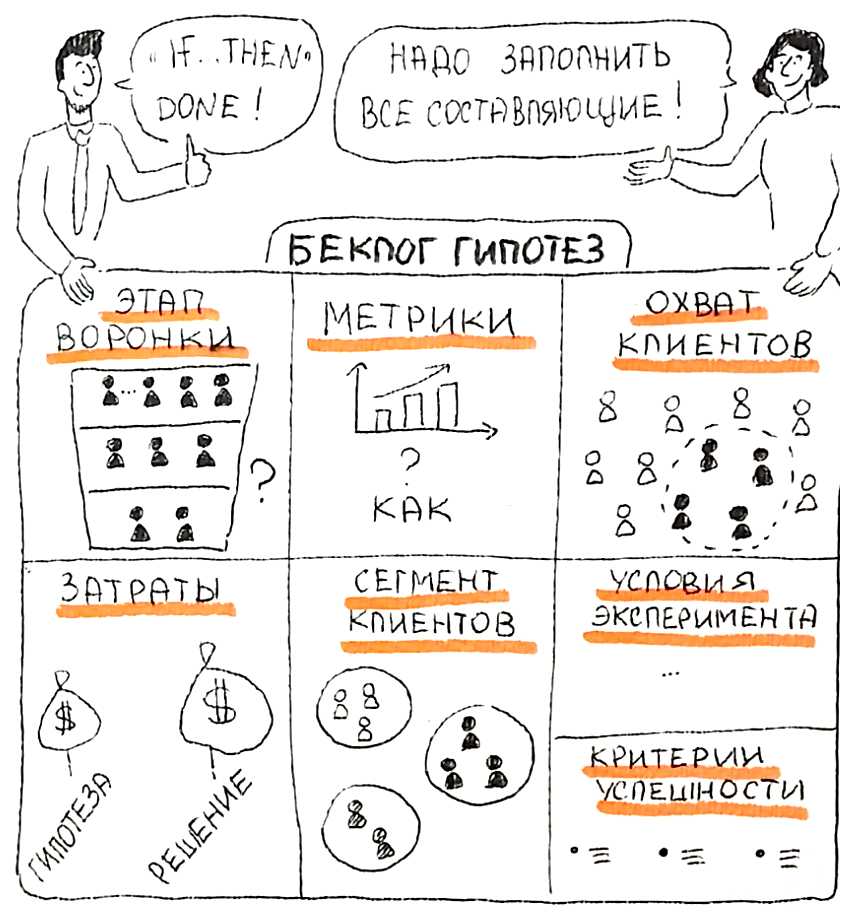 „IF...THEN"
DONE!
НАДО ЗАПОЛНИТЬ
ВСЕ СОСТАВЛЯЮЩИЕ!
БЕКЛОГ ГИПОТЕЗ
ЭТАП
ВОРОНКИ
...
?
МЕТРИКИ
?
КАК
ОХВАТ
КЛИЕНТОВ
ЗАТРАТЫ
$
$
ГИПОТЕЗА
РЕШЕНИЕ
СЕГМЕНТ
КЛИЕНТОВ
УСЛОВИЯ
ЭКСПЕРИМЕНТА
...
КРИТЕРИИ
УСПЕШНОСТИ